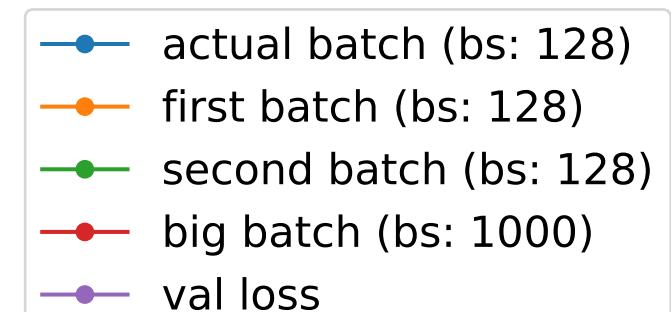 actual batch (bs: 128)
first batch (bs: 128)
second batch (bs: 128)
big batch (bs: 1000)
val loss